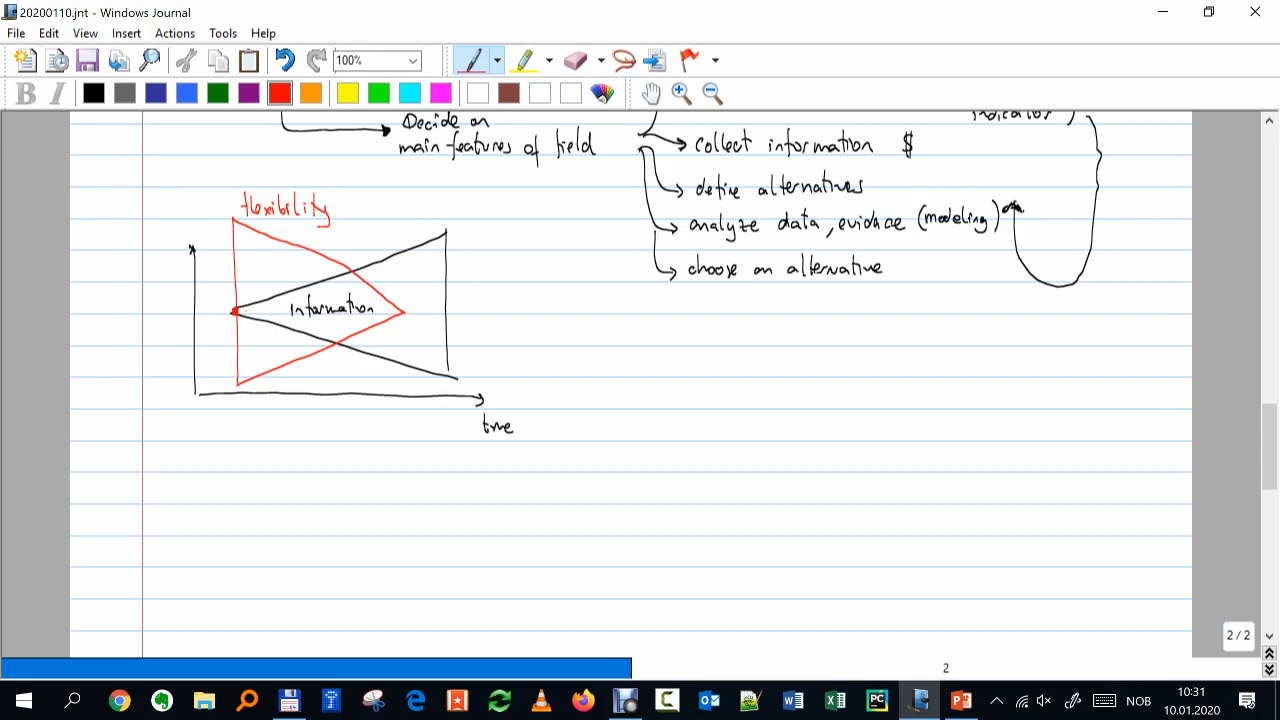 20200110.jnt - Windows Journal
File Edit View Insert Actions Tools Help
100%
B I
Decide on
main features of field
indicator )
collect information $
define alternatives
analyze data, evidence (modeling)
choose an alternative
flexibility
information
time
2 / 2
2
NOB
10:31
10.01.2020